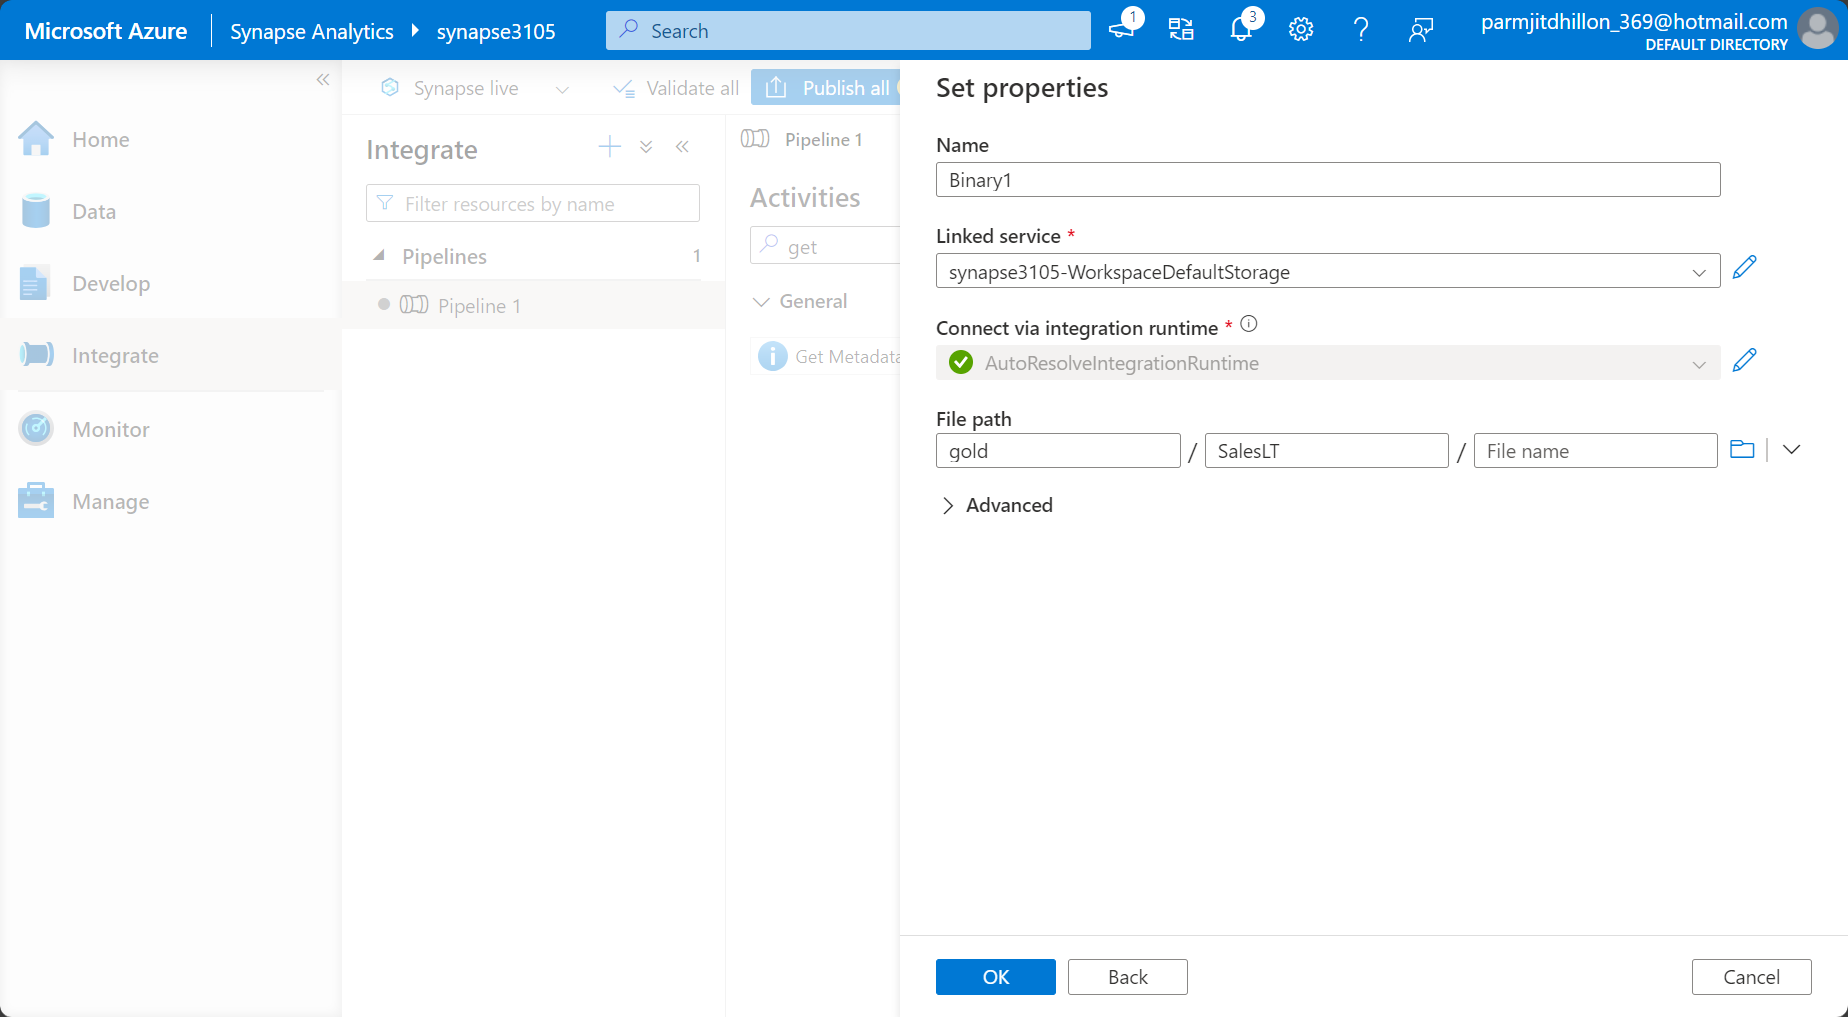 Microsoft Azure
Synapse Analytics
synapse3105
Search
1
3
parmjitdhillon_369@hotmail.com
DEFAULT DIRECTORY
Home
Data
Develop
Integrate
Monitor
Manage
Synapse live
Validate all
Publish all
Integrate
Filter resources by name
Pipelines
1
Pipeline 1
Pipeline 1
Activities
get
General
Get Metadata
Set properties
Name
Binary1
Linked service *
synapse3105-WorkspaceDefaultStorage
Connect via integration runtime *
AutoResolveIntegrationRuntime
File path
gold / SalesLT / File name
Advanced
OK
Back
Cancel